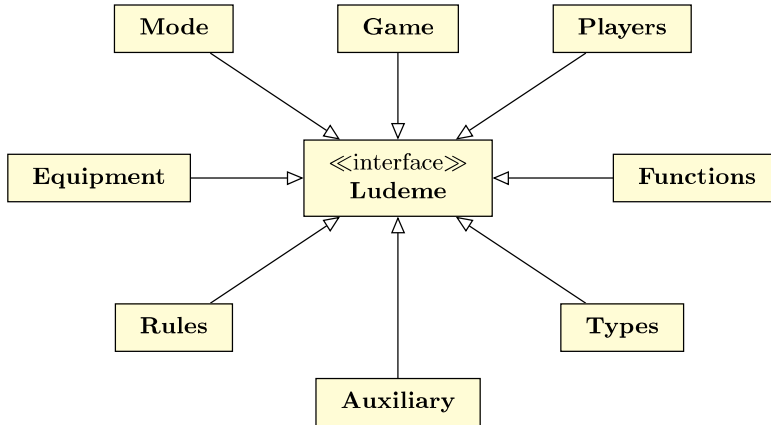 Mode
Game
Players
≪interface≫
Ludeme
Equipment
Functions
Rules
Types
Auxiliary